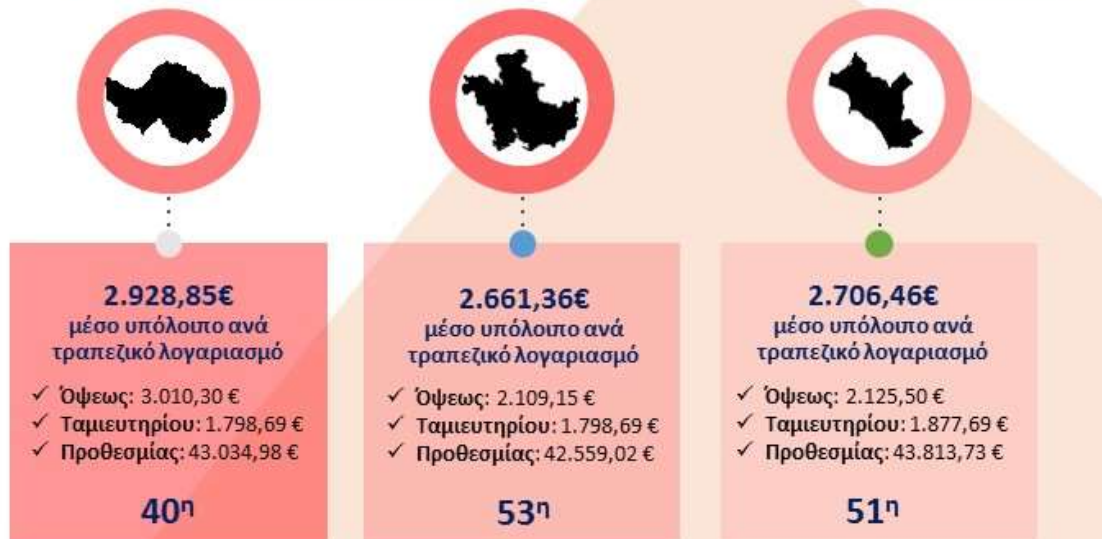 2.928,85€
μέσο υπόλοιπο ανά
τραπεζικό λογαριασμό
✓ Όψεως: 3.010,30 €
✓ Ταμιευτηρίου: 1.798,69 €
✓ Προθεσμίας: 43.034,98 €
40η
2.661,36€
μέσο υπόλοιπο ανά
τραπεζικό λογαριασμό
✓ Όψεως: 2.109,15 €
✓ Ταμιευτηρίου: 1.798,69 €
✓ Προθεσμίας: 42.559,02 €
53η
2.706,46€
μέσο υπόλοιπο ανά
τραπεζικό λογαριασμό
✓ Όψεως: 2.125,50 €
✓ Ταμιευτηρίου: 1.877,69 €
✓ Προθεσμίας: 43.813,73 €
51η